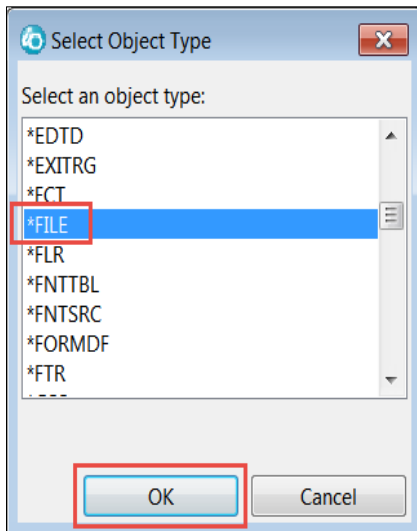 Select Object Type
Select an object type:
*EDTD
*EXITRG
*FCT
*FILE
*FLR
*FNTTBL
*FNTSRC
*FORMDF
*FTR
OK Cancel